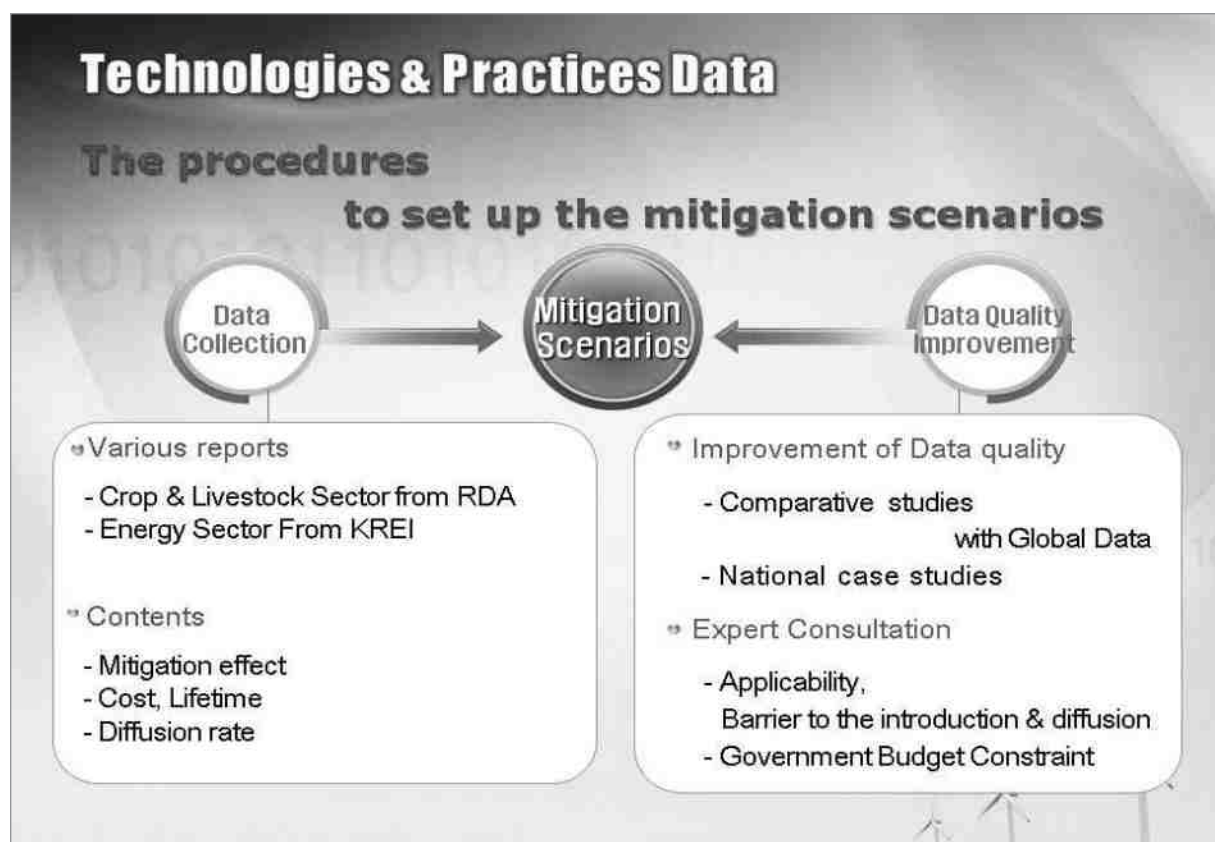 Technologies & Practices Data
The procedures
to set up the mitigation scenarios
Data
Collection
Mitigation
Scenarios
Data Quality
Improvement
Various reports
- Crop & Livestock Sector from RDA
- Energy Sector From KREI
Contents
- Mitigation effect
- Cost, Lifetime
- Diffusion rate
Improvement of Data quality
- Comparative studies
with Global Data
- National case studies
Expert Consultation
- Applicability,
Barrier to the introduction & diffusion
- Government Budget Constraint